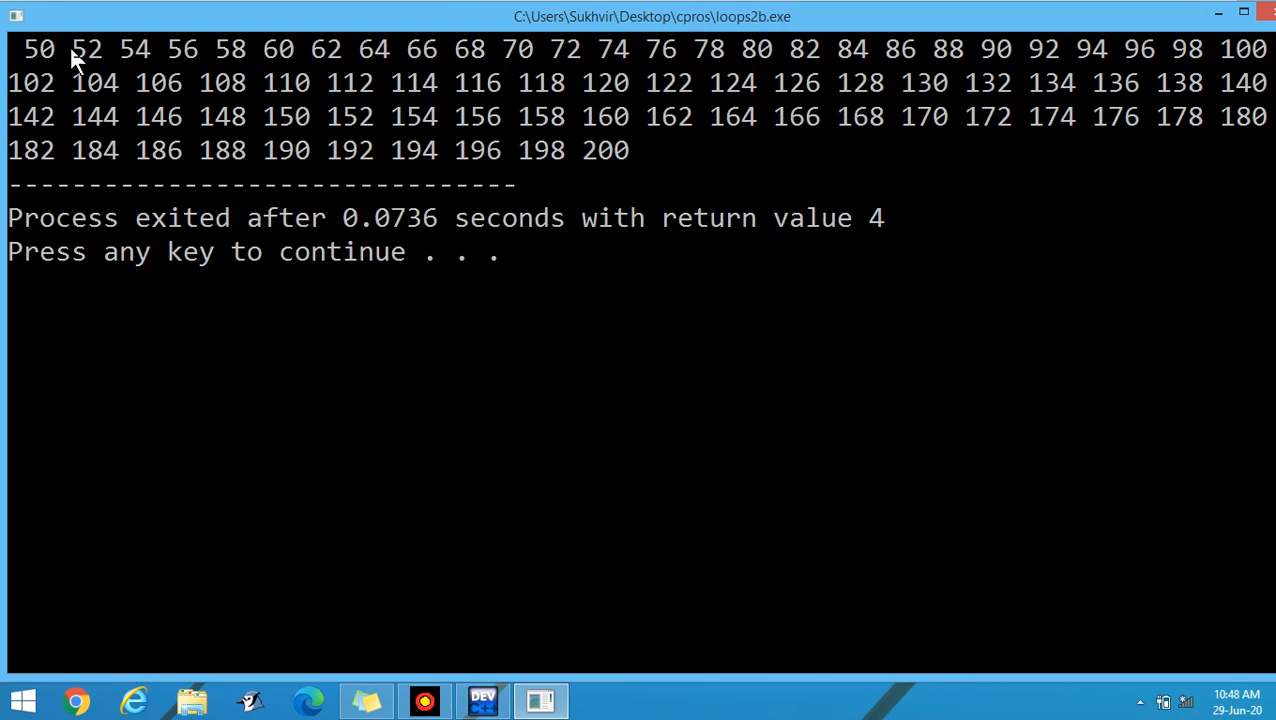 C:\Users\Sukhvir\Desktop\cpros\loops2b.exe
50 52 54 56 58 60 62 64 66 68 70 72 74 76 78 80 82 84 86 88 90 92 94 96 98 100
102 104 106 108 110 112 114 116 118 120 122 124 126 128 130 132 134 136 138 140
142 144 146 148 150 152 154 156 158 160 162 164 166 168 170 172 174 176 178 180
182 184 186 188 190 192 194 196 198 200
--------------------------------
Process exited after 0.0736 seconds with return value 4
Press any key to continue . . .
DEV
C++
10:48 AM
29-Jun-20